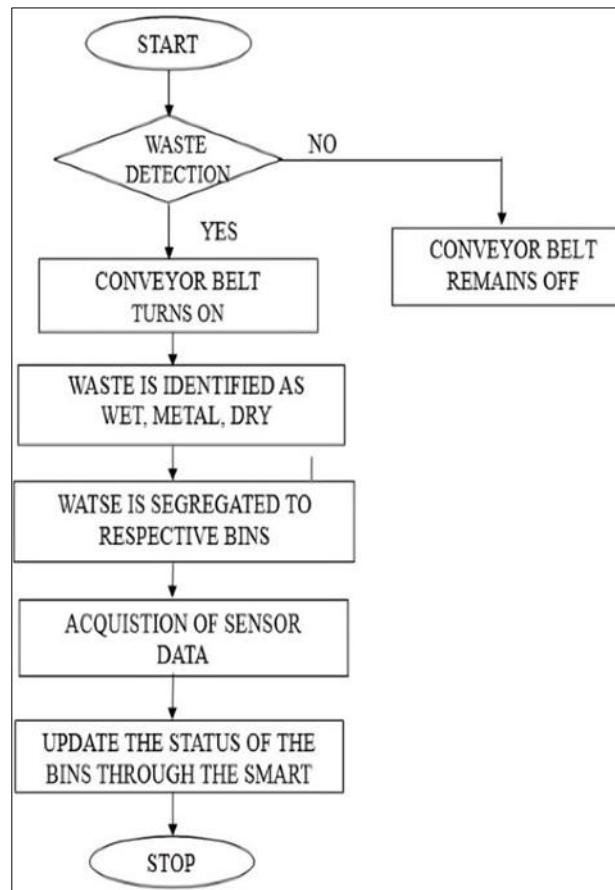 START
WASTE
DETECTION
NO
YES
CONVEYOR BELT
REMAINS OFF
CONVEYOR BELT
TURNS ON
WASTE IS IDENTIFIED AS
WET, METAL, DRY
WATSE IS SEGREGATED TO
RESPECTIVE BINS
ACQUISTION OF SENSOR
DATA
UPDATE THE STATUS OF THE
BINS THROUGH THE SMART
STOP